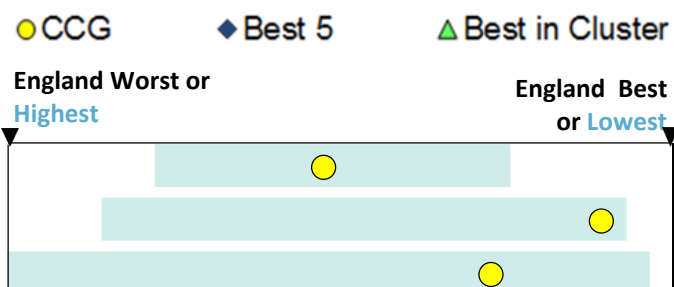 CCG Best 5 Best in Cluster
England Worst or
Highest
England Best
or Lowest